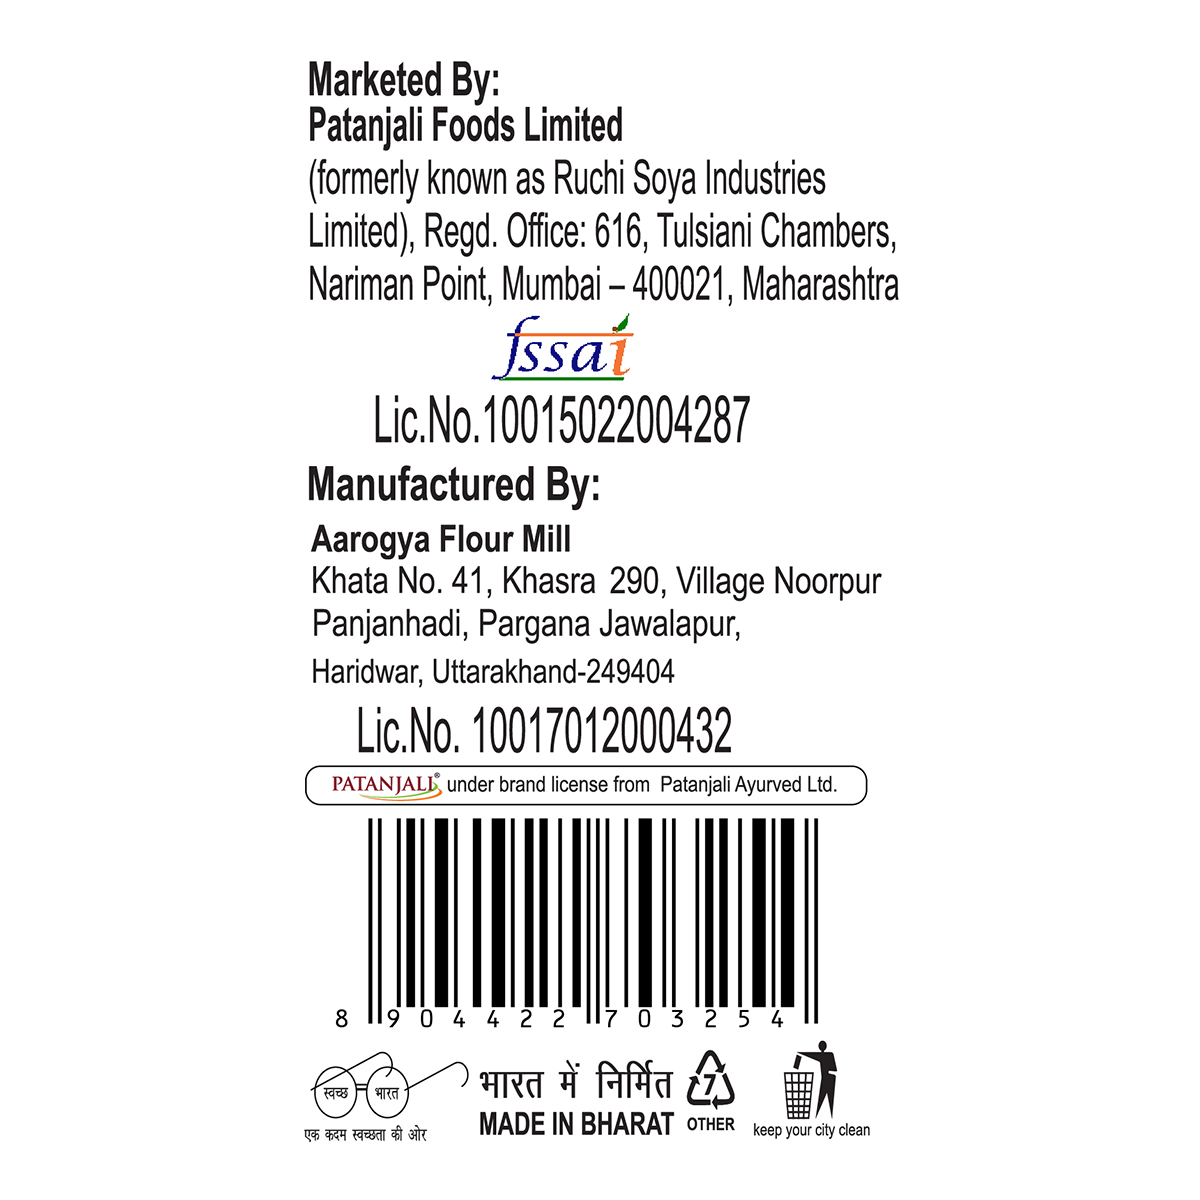 Marketed By:
Patanjali Foods Limited
(formerly known as Ruchi Soya Industries
Limited), Regd. Office: 616, Tulsiani Chambers,
Nariman Point, Mumbai – 400021, Maharashtra
fssai
Lic.No.10015022004287
Manufactured By:
Aarogya Flour Mill
Khata No. 41, Khasra 290, Village Noorpur
Panjanhadi, Pargana Jawalapur,
Haridwar, Uttarakhand-249404
Lic.No. 10017012000432
PATANJALI® under brand license from Patanjali Ayurved Ltd.
8 904422 703254
स्वच्छ भारत
एक कदम स्वच्छता की ओर
भारत में निर्मित
MADE IN BHARAT
7
OTHER
keep your city clean